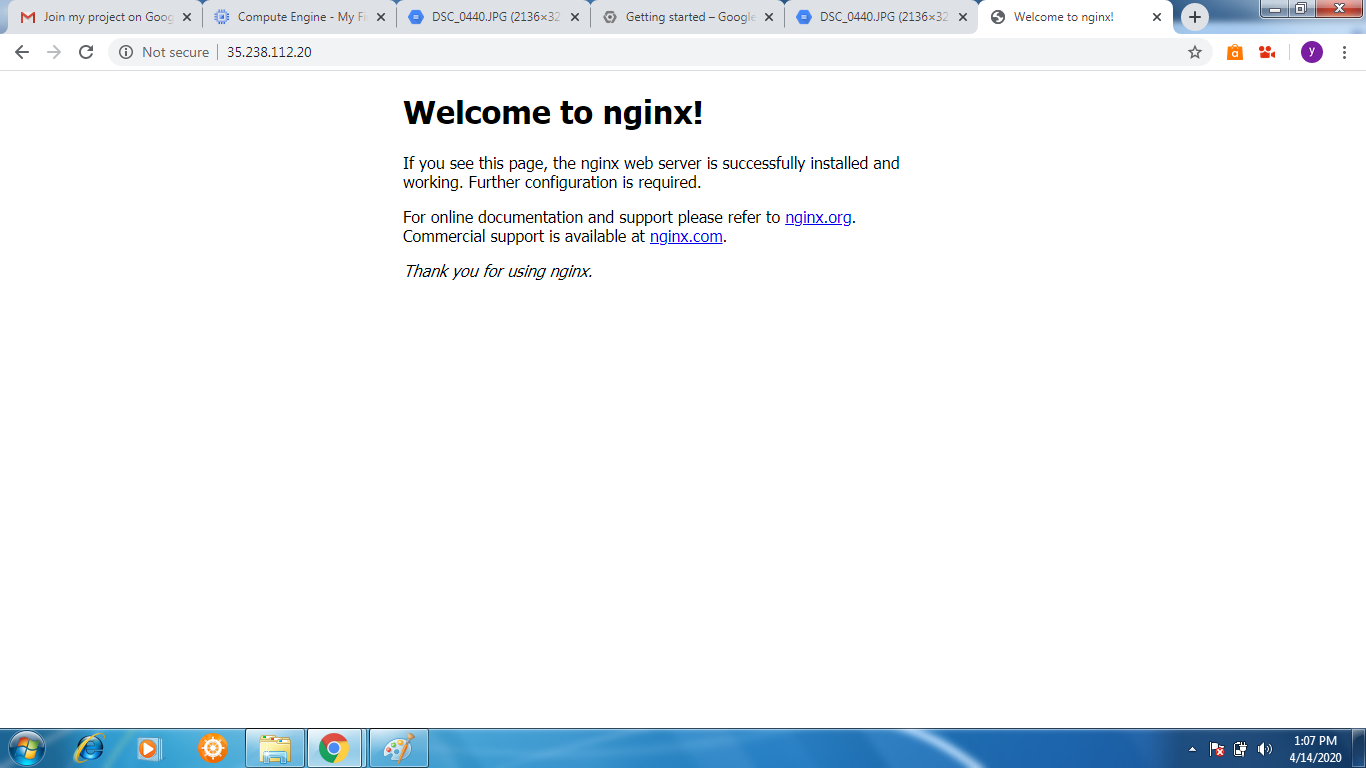 Join my project on Goog
Compute Engine - My Fi
DSC_0440.JPG (2136×32
Getting started – Google
DSC_0440.JPG (2136×32
Welcome to nginx!
Not secure
35.238.112.20
a
y
Welcome to nginx!
If you see this page, the nginx web server is successfully installed and
working. Further configuration is required.
For online documentation and support please refer to nginx.org.
Commercial support is available at nginx.com.
Thank you for using nginx.
1:07 PM
4/14/2020